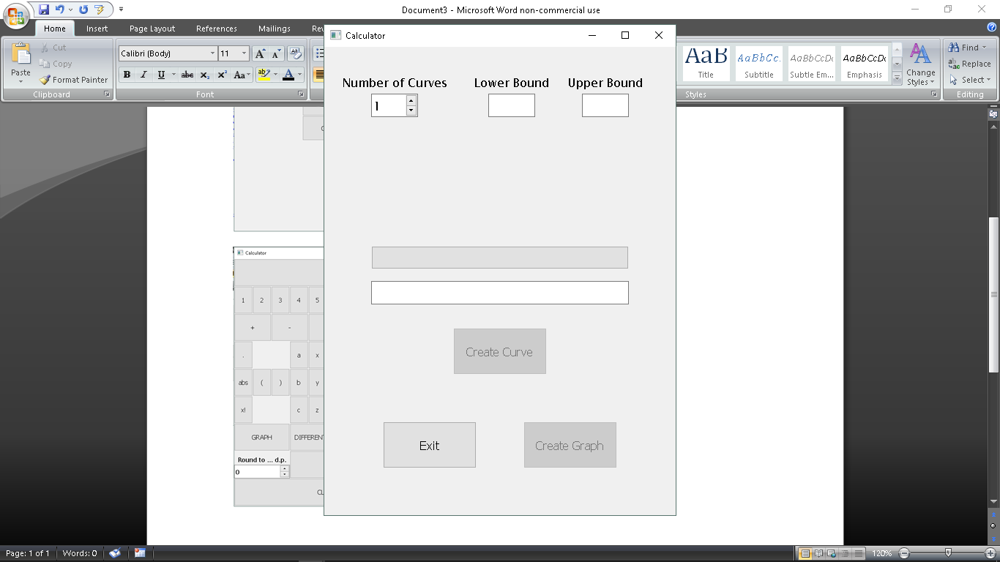 Document3 - Microsoft Word non-commercial use
Home Insert Page Layout References Mailings
Paste
Cut
Copy
Format Painter
Clipboard
Calibri (Body) 11
Font
AaB
Title
AaBbCc.
Subtitle
AaBbCcDc
Subtle Em...
AaBbCcDc
Emphasis
Change
Styles
Styles
Find
Replace
Select
Editing
Calculator
Number of Curves Lower Bound Upper Bound
1
Create Curve
Exit Create Graph
Calculator
1 2 3 4 5
+ -
. a x
abs ( ) b y
x! c z
GRAPH DIFFEREN
Round to ... d.p.
0
CL
Page: 1 of 1 Words: 0 120%